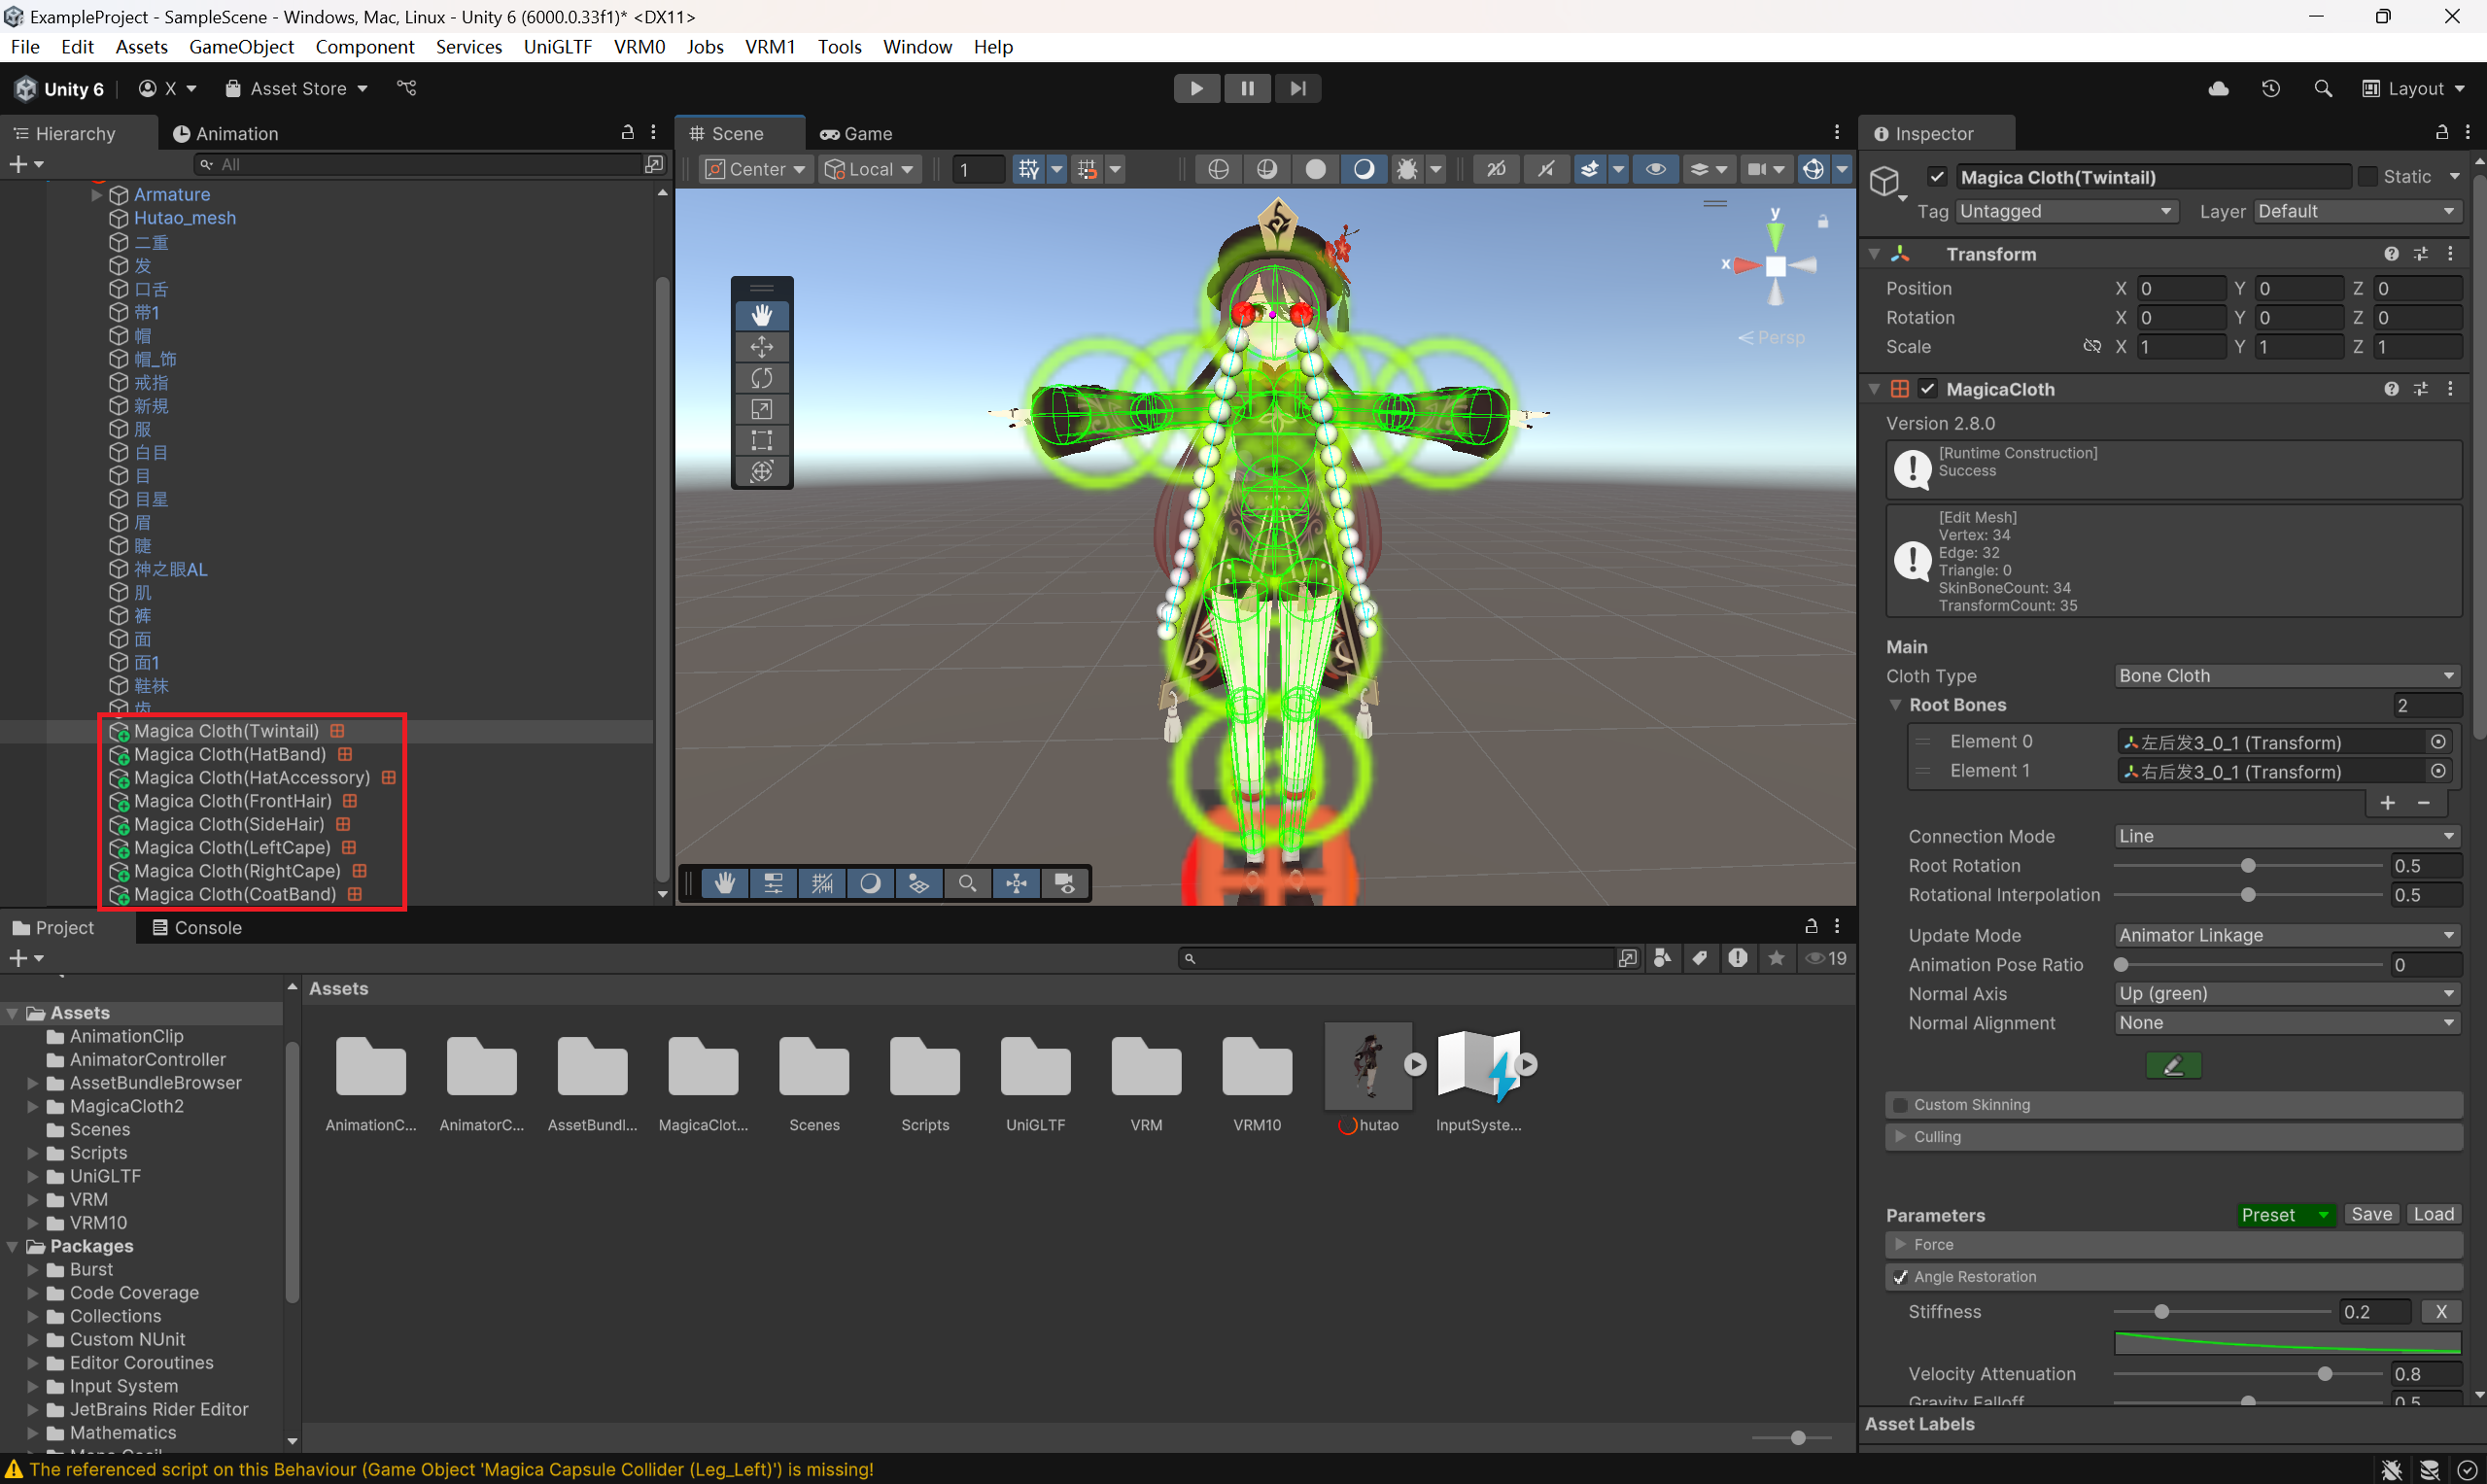 ExampleProject - SampleScene - Windows, Mac, Linux - Unity 6 (6000.0.33f1)* <DX11>
File Edit Assets GameObject Component Services UniGLTF VRM0 Jobs VRM1 Tools Window Help
Unity 6 X Asset Store Layout
Hierarchy Animation
All
Armature
Hutao_mesh
二重
发
口舌
带1
帽
帽_饰
戒指
新規
服
白目
目
目星
眉
睫
神之眼AL
肌
裤
面
面1
鞋袜
齿
Magica Cloth(Twintail)
Magica Cloth(HatBand)
Magica Cloth(HatAccessory)
Magica Cloth(FrontHair)
Magica Cloth(SideHair)
Magica Cloth(LeftCape)
Magica Cloth(RightCape)
Magica Cloth(CoatBand)
Scene Game
Center Local 1 2D
y
x
Persp
Inspector
Magica Cloth(Twintail) Static
Tag Untagged Layer Default
Transform
Position X 0 Y 0 Z 0
Rotation X 0 Y 0 Z 0
Scale X 1 Y 1 Z 1
MagicaCloth
Version 2.8.0
[Runtime Construction]
Success
[Edit Mesh]
Vertex: 34
Edge: 32
Triangle: 0
SkinBoneCount: 34
TransformCount: 35
Main
Cloth Type Bone Cloth
Root Bones 2
Element 0 左后发3_0_1 (Transform)
Element 1 右后发3_0_1 (Transform)
Connection Mode Line
Root Rotation 0.5
Rotational Interpolation 0.5
Update Mode Animator Linkage
Animation Pose Ratio 0
Normal Axis Up (green)
Normal Alignment None
Custom Skinning
Culling
Parameters Preset Save Load
Force
Angle Restoration
Stiffness 0.2 X
Velocity Attenuation 0.8
Gravity Falloff 0.5
Asset Labels
Project Console
19
Assets
AnimationClip
AnimatorController
AssetBundleBrowser
MagicaCloth2
Scenes
Scripts
UniGLTF
VRM
VRM10
Packages
Burst
Code Coverage
Collections
Custom NUnit
Editor Coroutines
Input System
JetBrains Rider Editor
Mathematics
Assets
AnimationC... AnimatorC... AssetBundl... MagicaClot... Scenes Scripts UniGLTF VRM VRM10 hutao InputSyste...
The referenced script on this Behaviour (Game Object 'Magica Capsule Collider (Leg_Left)') is missing!